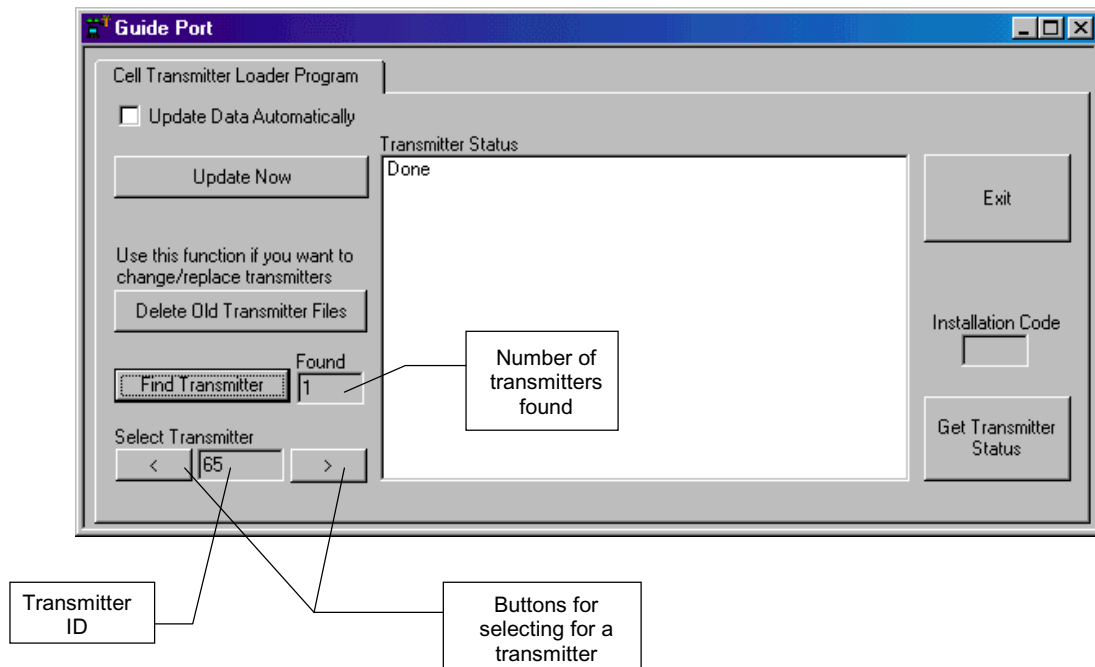 Guide Port
Cell Transmitter Loader Program
Update Data Automatically
Transmitter Status
Update Now
Done
Exit
Use this function if you want to
change/replace transmitters
Delete Old Transmitter Files
Installation Code
Found
Find Transmitter
1
Number of
transmitters
found
Select Transmitter
<
65
>
Get Transmitter
Status
Transmitter
ID
Buttons for
selecting for a
transmitter